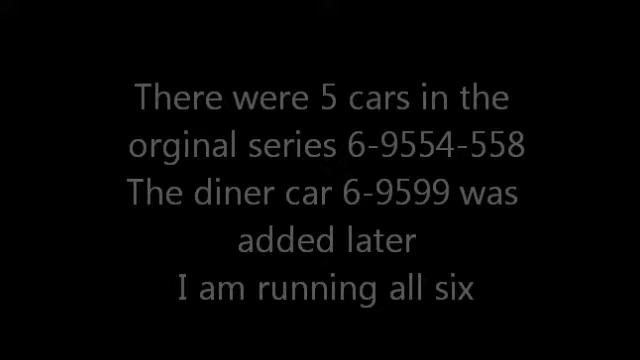 There were 5 cars in the
orginal series 6-9554-558
The diner car 6-9599 was
added later
I am running all six